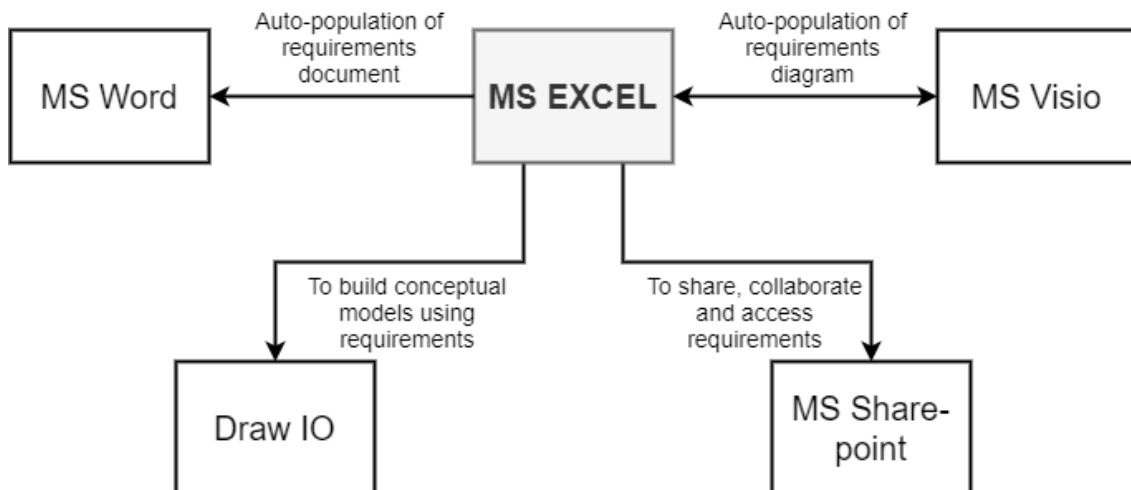 Auto-population of
requirements
document
Auto-population of
requirements
diagram
MS Word
MS EXCEL
MS Visio
To build conceptual
models using
requirements
To share, collaborate
and access
requirements
Draw IO
MS Share-
point